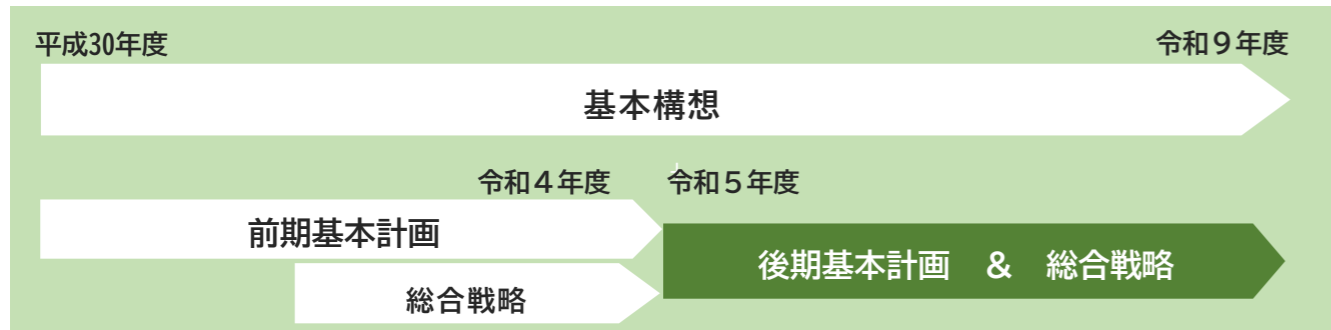 平成30年度
令和９年度
基本構想
令和４年度
令和５年度
前期基本計画
後期基本計画　＆　総合戦略
総合戦略